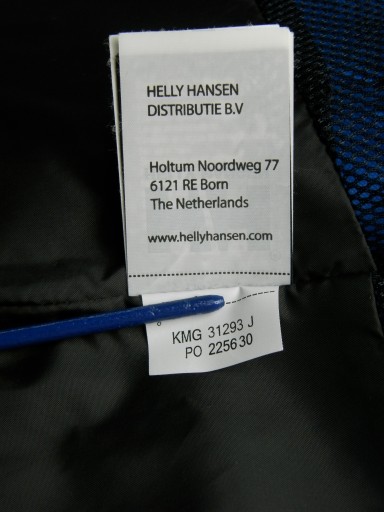 HELLY HANSEN
DISTRIBUTIE B.V
Holtum Noordweg 77
6121 RE Born
The Netherlands
www.hellyhansen.com
KMG 31293 J
PO 225630